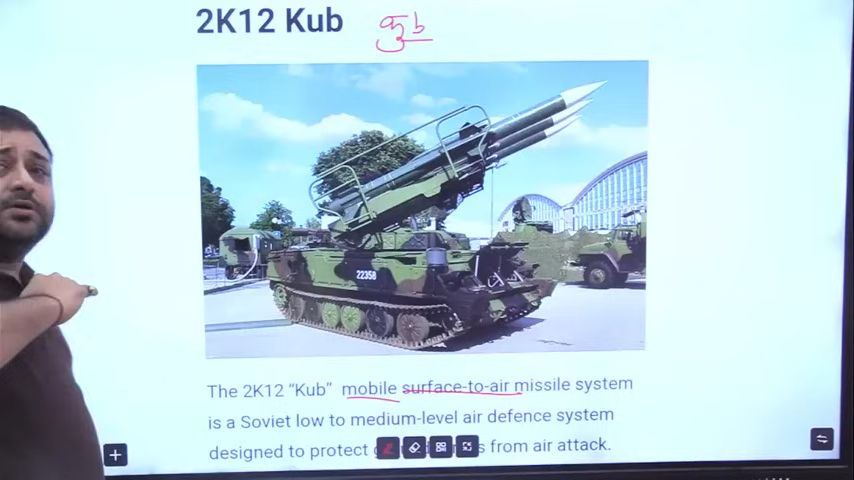 2K12 Kub
कुb
22358
The 2K12 “Kub” mobile surface-to-air missile system
is a Soviet low to medium-level air defence system
designed to protect from air attack.